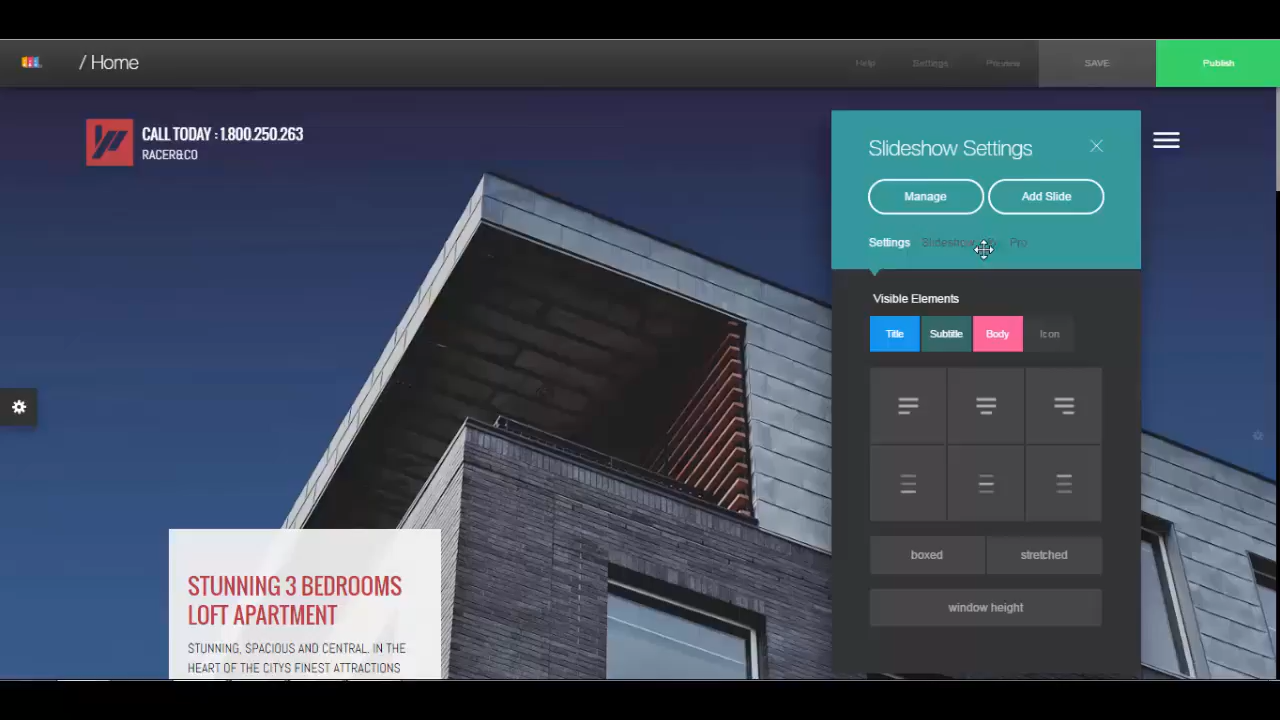 / Home
Help
Settings
Preview
SAVE
Publish
CALL TODAY : 1.800.250.263
RACER&CO
Slideshow Settings
Manage
Add Slide
Settings
Slideshow
Pro
Visible Elements
Title
Subtitle
Body
Icon
boxed
stretched
window height
STUNNING 3 BEDROOMS
LOFT APARTMENT
STUNNING, SPACIOUS AND CENTRAL. IN THE
HEART OF THE CITYS FINEST ATTRACTIONS